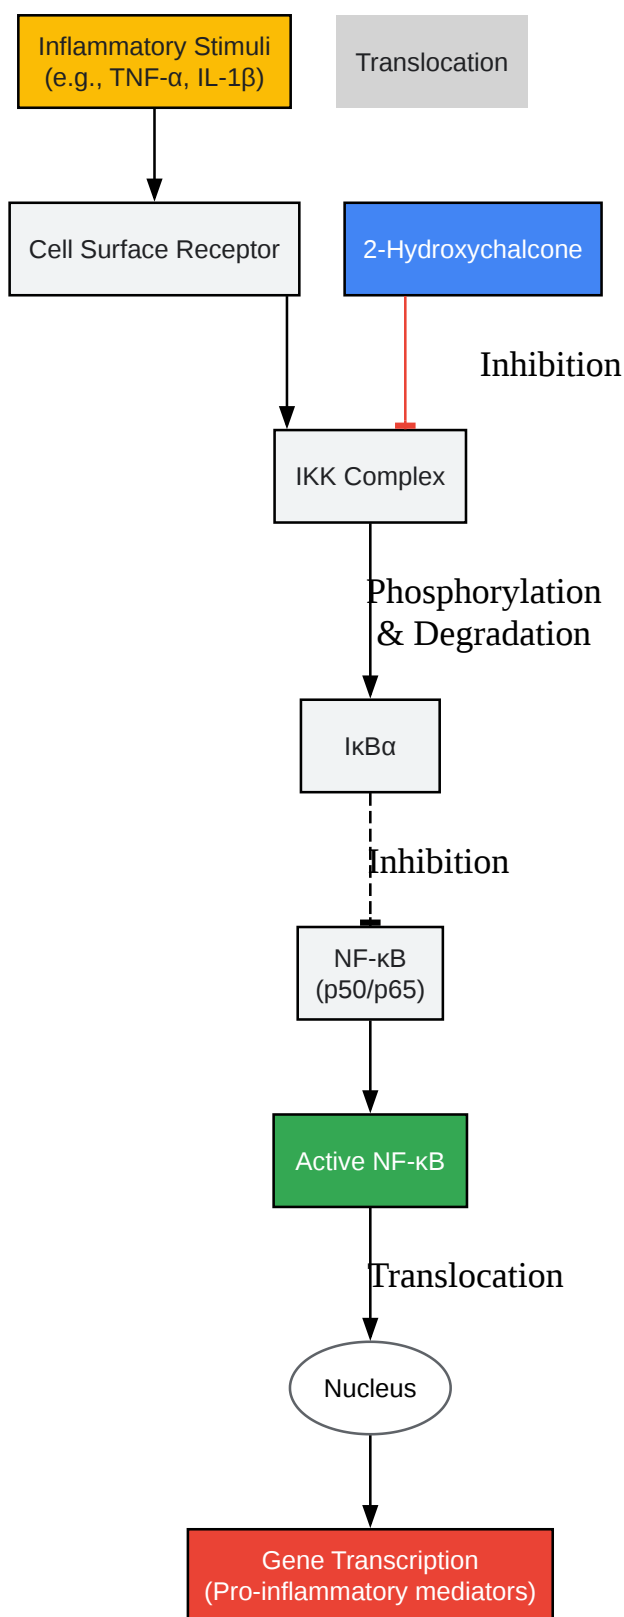 Inflammatory Stimuli
(e.g., TNF-α, IL-1β)
Translocation
Cell Surface Receptor
2-Hydroxychalcone
Inhibition
IKK Complex
Phosphorylation
& Degradation
IκBα
Inhibition
NF-κB
(p50/p65)
Active NF-κB
Translocation
Nucleus
Gene Transcription
(Pro-inflammatory mediators)